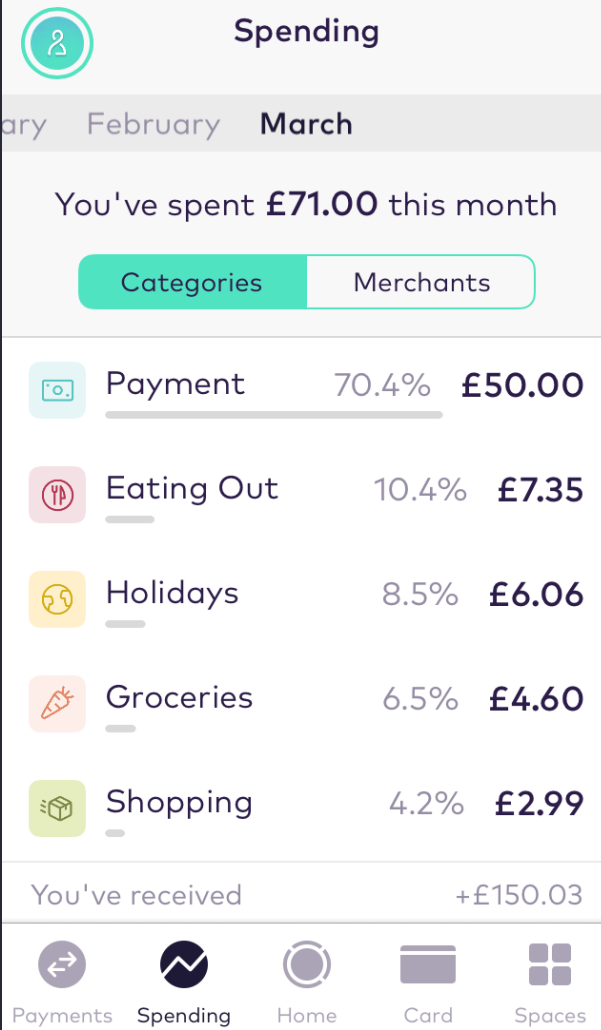 Spending
ary February March
You've spent £71.00 this month
Categories Merchants
Payment 70.4% £50.00
Eating Out 10.4% £7.35
Holidays 8.5% £6.06
Groceries 6.5% £4.60
Shopping 4.2% £2.99
You've received +£150.03
Payments Spending Home Card Spaces